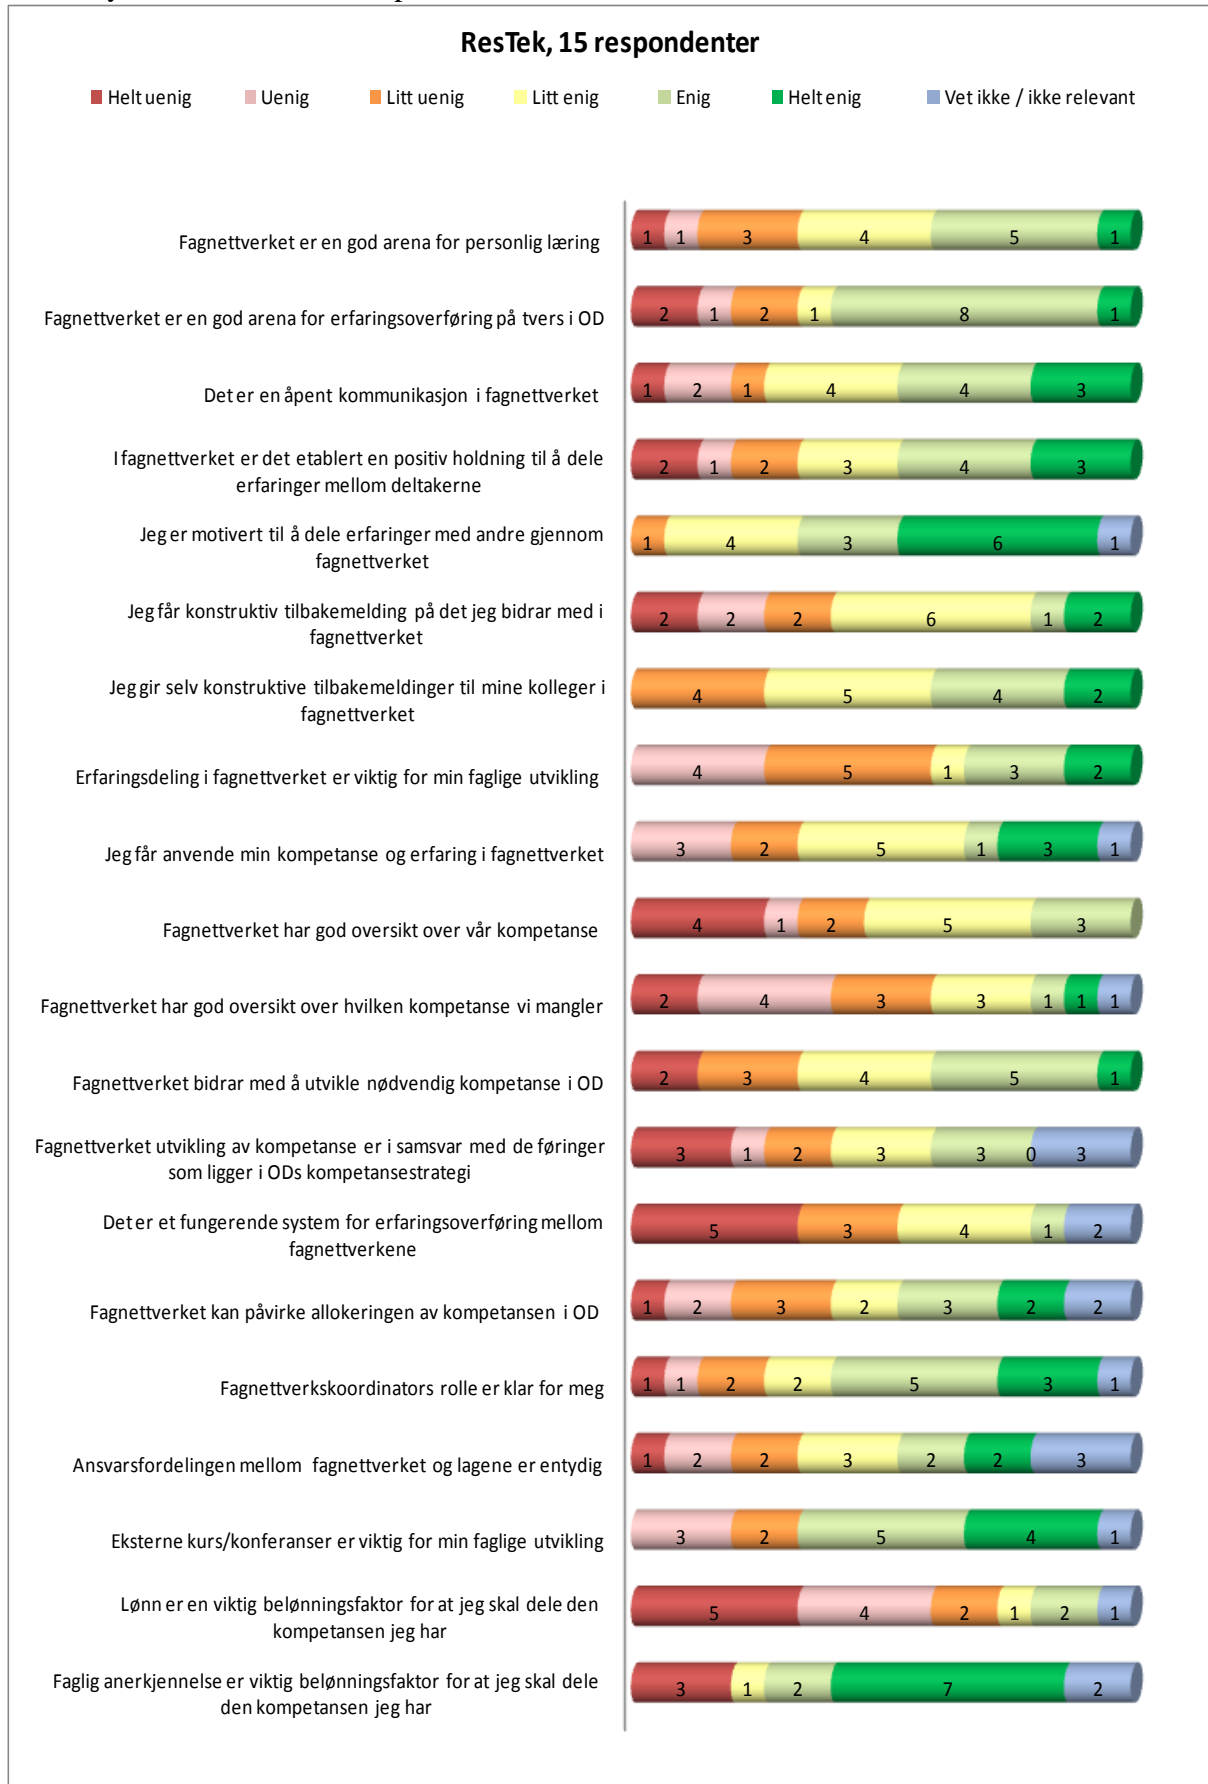 ResTek, 15 respondenter
Helt uenig Uenig Litt uenig Litt enig Enig Helt enig Vet ikke / ikke relevant
Fagnettverket er en god arena for personlig læring 1 1 3 4 5 1
Fagnettverket er en god arena for erfaringsoverføring på tvers i OD 2 1 2 1 8 1
Det er en åpent kommunikasjon i fagnettverket 1 2 1 4 4 3
I fagnettverket er det etablert en positiv holdning til å dele
erfaringer mellom deltakerne 2 1 2 3 4 3
Jeg er motivert til å dele erfaringer med andre gjennom
fagnettverket 1 4 3 6 1
Jeg får konstruktiv tilbakemelding på det jeg bidrar med i
fagnettverket 2 2 2 6 1 2
Jeg gir selv konstruktive tilbakemeldinger til mine kolleger i
fagnettverket 4 5 4 2
Erfaringsdeling i fagnettverket er viktig for min faglige utvikling 4 5 1 3 2
Jeg får anvende min kompetanse og erfaring i fagnettverket 3 2 5 1 3 1
Fagnettverket har god oversikt over vår kompetanse 4 1 2 5 3
Fagnettverket har god oversikt over hvilken kompetanse vi mangler 2 4 3 3 1 1 1
Fagnettverket bidrar med å utvikle nødvendig kompetanse i OD 2 3 4 5 1
Fagnettverket utvikling av kompetanse er i samsvar med de føringer
som ligger i ODs kompetansestrategi 3 1 2 3 3 0 3
Det er et fungerende system for erfaringsoverføring mellom
fagnettverkene 5 3 4 1 2
Fagnettverket kan påvirke allokeringen av kompetansen i OD 1 2 3 2 3 2 2
Fagnettverkskoordinators rolle er klar for meg 1 1 2 2 5 3 1
Ansvarsfordelingen mellom fagnettverket og lagene er entydig 1 2 2 3 2 2 3
Eksterne kurs/konferanser er viktig for min faglige utvikling 3 2 5 4 1
Lønn er en viktig belønningsfaktor for at jeg skal dele den
kompetansen jeg har 5 4 2 1 2 1
Faglig anerkjennelse er viktig belønningsfaktor for at jeg skal dele
den kompetansen jeg har 3 1 2 7 2